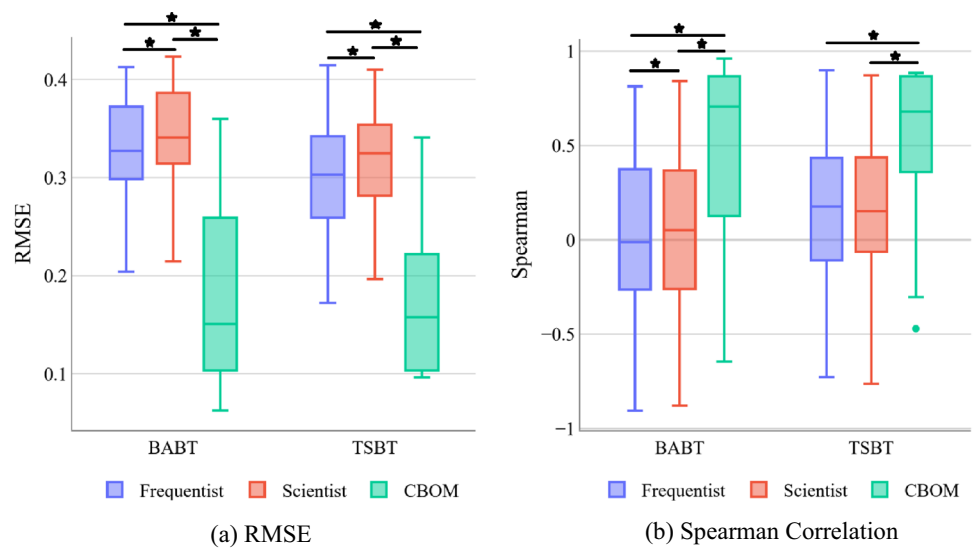 RMSE
0.4
0.3
0.2
0.1
BABT
TSBT
Frequentist
Scientist
CBOM
(a) RMSE
Spearman
1
0.5
0
−0.5
−1
BABT
TSBT
Frequentist
Scientist
CBOM
(b) Spearman Correlation